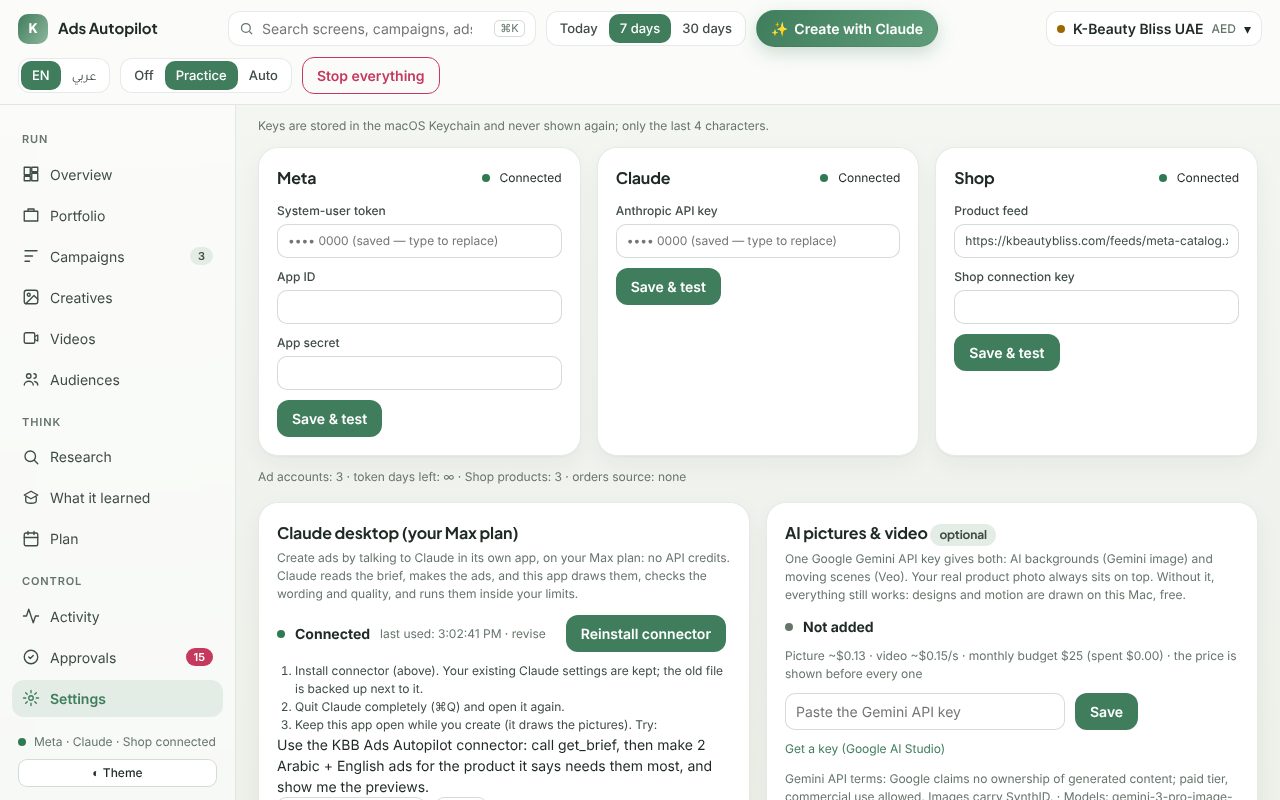 K
Ads Autopilot
Search screens, campaigns, ads
⌘K
Today
7 days
30 days
✨ Create with Claude
K-Beauty Bliss UAE AED ▾
EN
عربي
Off
Practice
Auto
Stop everything
RUN
Overview
Portfolio
Campaigns
3
Creatives
Videos
Audiences
THINK
Research
What it learned
Plan
CONTROL
Activity
Approvals
15
Settings
Meta · Claude · Shop connected
Theme
Keys are stored in the macOS Keychain and never shown again; only the last 4 characters.
Meta
Connected
System-user token
•••• 0000 (saved — type to replace)
App ID
App secret
Save & test
Claude
Connected
Anthropic API key
•••• 0000 (saved — type to replace)
Save & test
Shop
Connected
Product feed
https://kbeautybliss.com/feeds/meta-catalog.
Shop connection key
Save & test
Ad accounts: 3 · token days left: ∞ · Shop products: 3 · orders source: none
Claude desktop (your Max plan)
Create ads by talking to Claude in its own app, on your Max plan: no API credits.
Claude reads the brief, makes the ads, and this app draws them, checks the
wording and quality, and runs them inside your limits.
Connected
last used: 3:02:41 PM · revise
Reinstall connector
1. Install connector (above). Your existing Claude settings are kept; the old file
is backed up next to it.
2. Quit Claude completely (⌘Q) and open it again.
3. Keep this app open while you create (it draws the pictures). Try:
Use the KBB Ads Autopilot connector: call get_brief, then make 2
Arabic + English ads for the product it says needs them most, and
show me the previews.
AI pictures & video
optional
One Google Gemini API key gives both: AI backgrounds (Gemini image) and
moving scenes (Veo). Your real product photo always sits on top. Without it,
everything still works: designs and motion are drawn on this Mac, free.
Not added
Picture ~$0.13 · video ~$0.15/s · monthly budget $25 (spent $0.00) · the price is
shown before every one
Paste the Gemini API key
Save
Get a key (Google AI Studio)
Gemini API terms: Google claims no ownership of generated content; paid tier,
commercial use allowed. Images carry SynthID. · Models: gemini-3-pro-image-